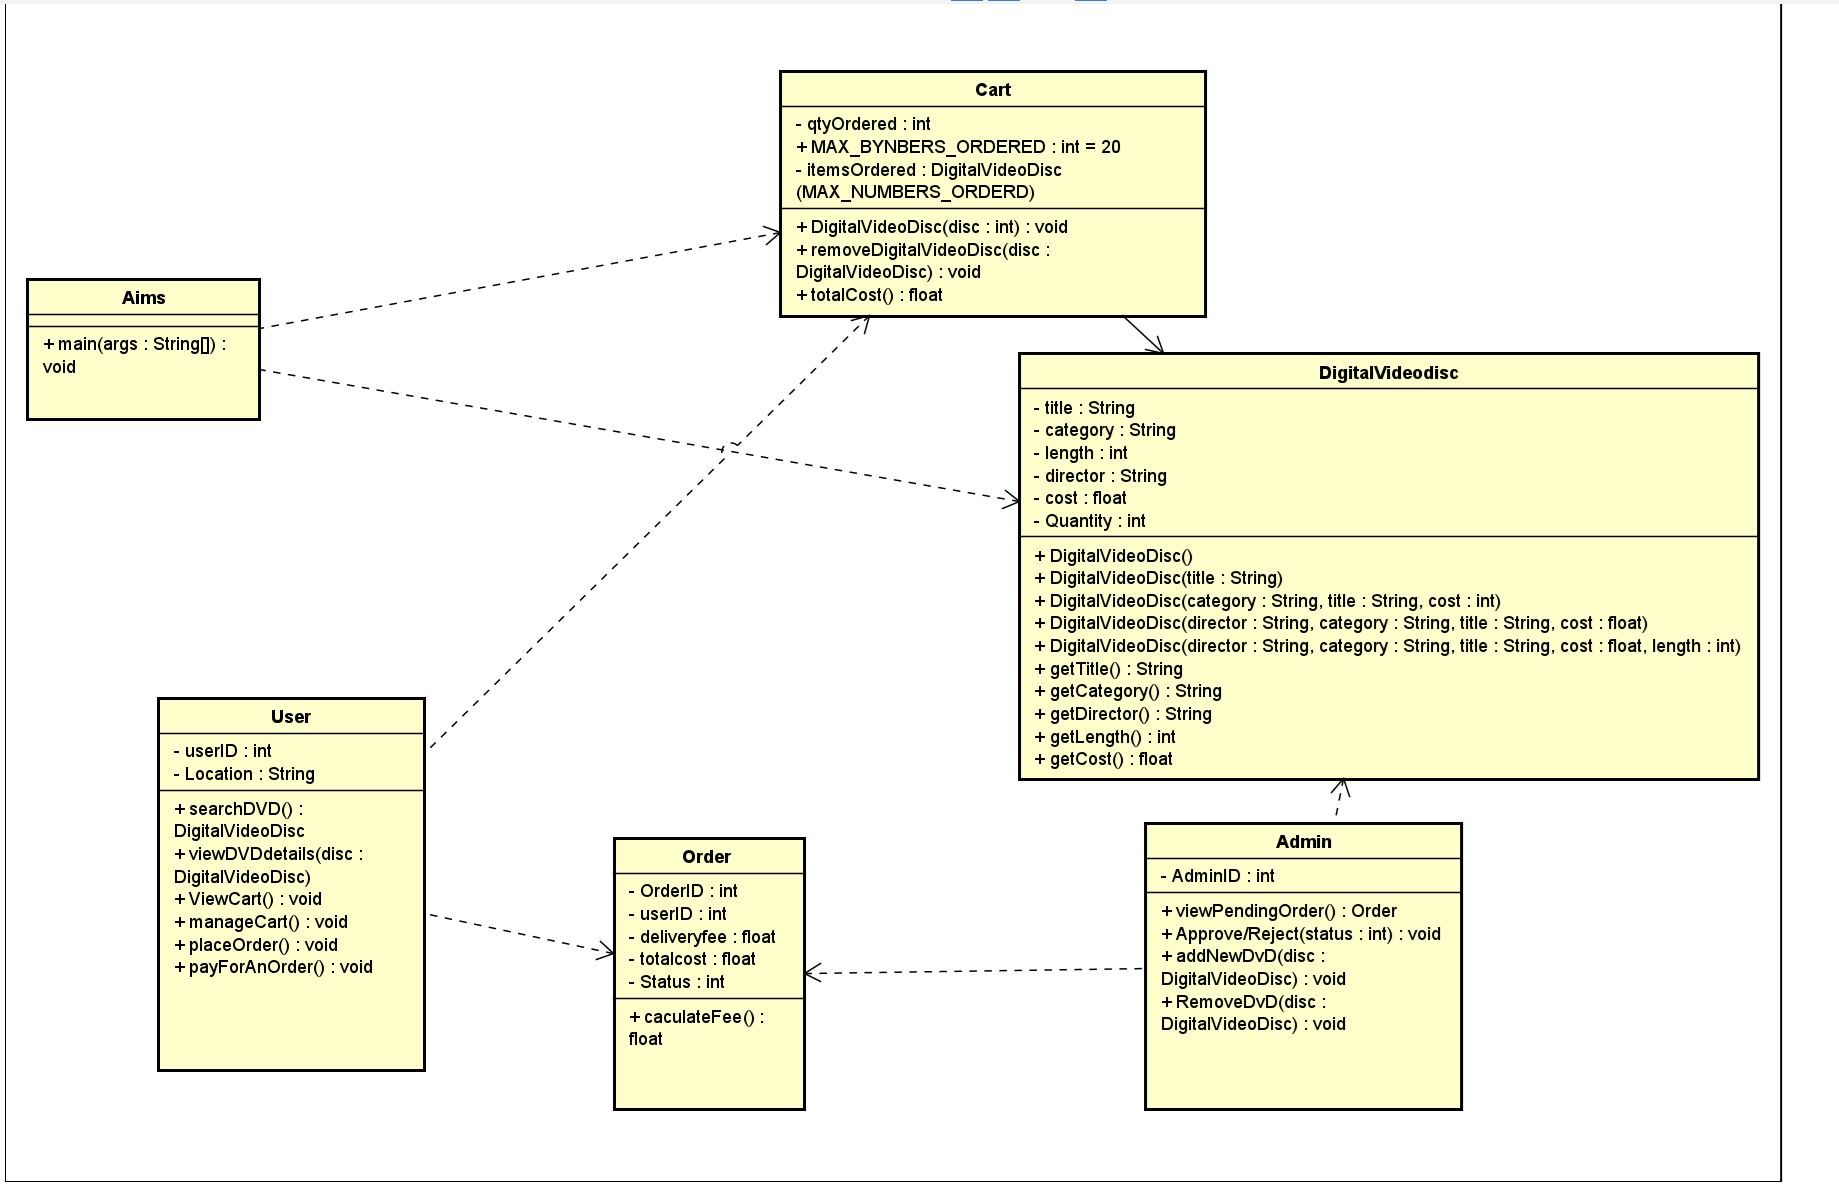 Cart
- qtyOrdered : int
+ MAX_BYNBERS_ORDERED : int = 20
- itemsOrdered : DigitalVideoDisc
(MAX_NUMBERS_ORDERD)
+ DigitalVideoDisc(disc : int) : void
+ removeDigitalVideoDisc(disc :
DigitalVideoDisc) : void
+ totalCost() : float
Aims
+ main(args : String[]) :
void
DigitalVideodisc
- title : String
- category : String
- length : int
- director : String
- cost : float
- Quantity : int
+ DigitalVideoDisc()
+ DigitalVideoDisc(title : String)
+ DigitalVideoDisc(category : String, title : String, cost : int)
+ DigitalVideoDisc(director : String, category : String, title : String, cost : float)
+ DigitalVideoDisc(director : String, category : String, title : String, cost : float, length : int)
+ getTitle() : String
+ getCategory() : String
+ getDirector() : String
+ getLength() : int
+ getCost() : float
User
- userID : int
- Location : String
+ searchDVD() :
DigitalVideoDisc
+ viewDVDdetails(disc :
DigitalVideoDisc)
+ ViewCart() : void
+ manageCart() : void
+ placeOrder() : void
+ payForAnOrder() : void
Order
- OrderID : int
- userID : int
- deliveryfee : float
- totalcost : float
- Status : int
+ caculateFee() :
float
Admin
- AdminID : int
+ viewPendingOrder() : Order
+ Approve/Reject(status : int) : void
+ addNewDvD(disc :
DigitalVideoDisc) : void
+ RemoveDvD(disc :
DigitalVideoDisc) : void